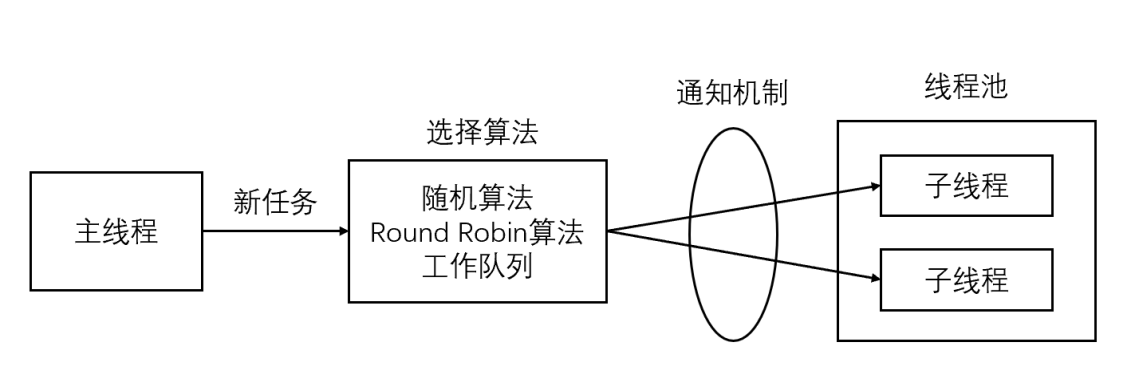 主线程
新任务
选择算法
随机算法
Round Robin算法
工作队列
通知机制
线程池
子线程
子线程